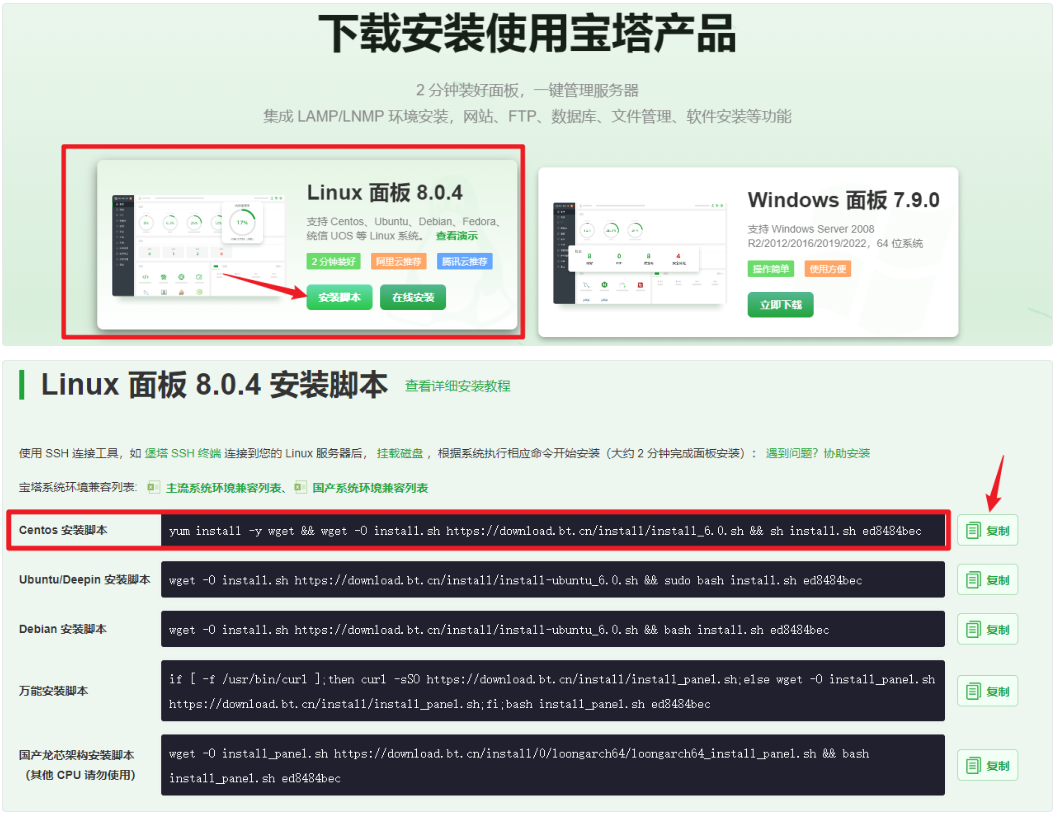 下载安装使用宝塔产品
2 分钟装好面板，一键管理服务器
集成 LAMP/LNMP 环境安装，网站、FTP、数据库、文件管理、软件安装等功能
Linux 面板 8.0.4
支持 Centos、Ubuntu、Debian、Fedora、
统信 UOS 等 Linux 系统。 查看演示
2 分钟装好 阿里云推荐 腾讯云推荐
安装脚本 在线安装
Windows 面板 7.9.0
支持 Windows Server 2008
R2/2012/2016/2019/2022，64 位系统
操作简单 使用方便
立即下载
Linux 面板 8.0.4 安装脚本 查看详细安装教程
使用 SSH 连接工具，如 堡塔 SSH 终端 连接到您的 Linux 服务器后， 挂载磁盘 ，根据系统执行相应命令开始安装（大约 2 分钟完成面板安装）： 遇到问题？协助安装
宝塔系统环境兼容列表: 主流系统环境兼容列表、 国产系统环境兼容列表
Centos 安装脚本 yum install -y wget && wget -O install.sh https://download.bt.cn/install/install_6.0.sh && sh install.sh ed8484bec 复制
Ubuntu/Deepin 安装脚本 wget -O install.sh https://download.bt.cn/install/install-ubuntu_6.0.sh && sudo bash install.sh ed8484bec 复制
Debian 安装脚本 wget -O install.sh https://download.bt.cn/install/install-ubuntu_6.0.sh && bash install.sh ed8484bec 复制
万能安装脚本 if [ -f /usr/bin/curl ];then curl -sSO https://download.bt.cn/install/install_panel.sh;else wget -O install_panel.sh 复制
https://download.bt.cn/install/install_panel.sh;fi;bash install_panel.sh ed8484bec
国产龙芯架构安装脚本 wget -O install_panel.sh https://download.bt.cn/install/0/loongarch64/loongarch64_install_panel.sh && bash 复制
（其他 CPU 请勿使用） install_panel.sh ed8484bec